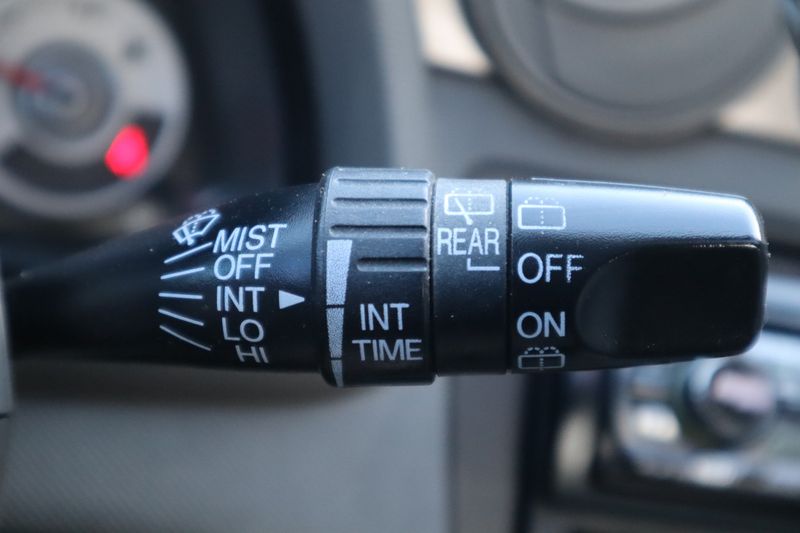 MIST
OFF
INT
LO
HI
INT
TIME
REAR
OFF
ON